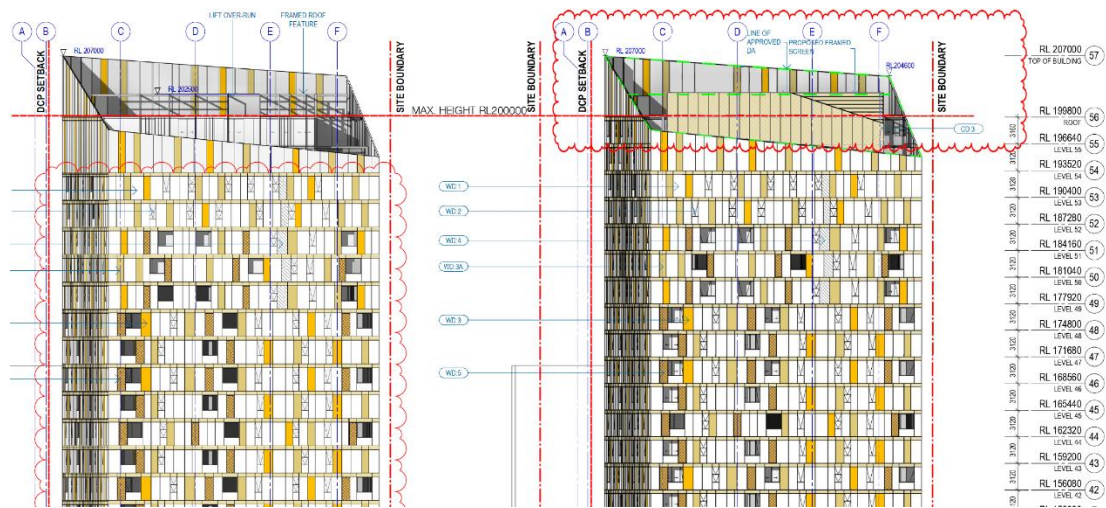 LIFT OVER-RUN
FRAMED ROOF
FEATURE
A
B
C
D
E
F
RL 207000
RL 202500
DCP SETBACK
SITE BOUNDARY
MAX. HEIGHT RL200000
SITE BOUNDARY
A
B
C
D
E
F
DCP SETBACK
RL 207000
LINE OF
APPROVED
DA
PROPOSED FRAMED
SCREEN
RL204600
SITE BOUNDARY
CD:3
WD:1
WD:2
WD:4
WD:3A
WD:3
WD:5
RL 207000
TOP OF BUILDING
57
RL 199800
ROOF
56
3160
RL 196640
LEVEL 55
55
3120
RL 193520
LEVEL 54
54
3120
RL 190400
LEVEL 53
53
3120
RL 187280
LEVEL 52
52
3120
RL 184160
LEVEL 51
51
3120
RL 181040
LEVEL 50
50
3120
RL 177920
LEVEL 49
49
3120
RL 174800
LEVEL 48
48
3120
RL 171680
LEVEL 47
47
3120
RL 168560
LEVEL 46
46
3120
RL 165440
LEVEL 45
45
3120
RL 162320
LEVEL 44
44
3120
RL 159200
LEVEL 43
43
3120
RL 156080
LEVEL 42
42